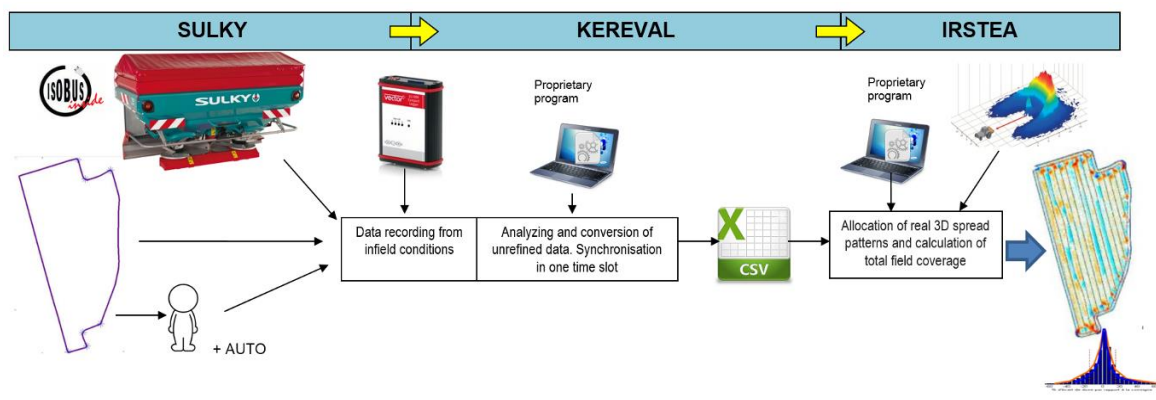 SULKY
KEREVAL
IRSTEA
ISOBUS
inside
SULKY
vector
Proprietary
program
Proprietary
program
Data recording from
infield conditions
Analyzing and conversion of
unrefined data. Synchronisation
in one time slot
X
CSV
Allocation of real 3D spread
patterns and calculation of
total field coverage
+ AUTO